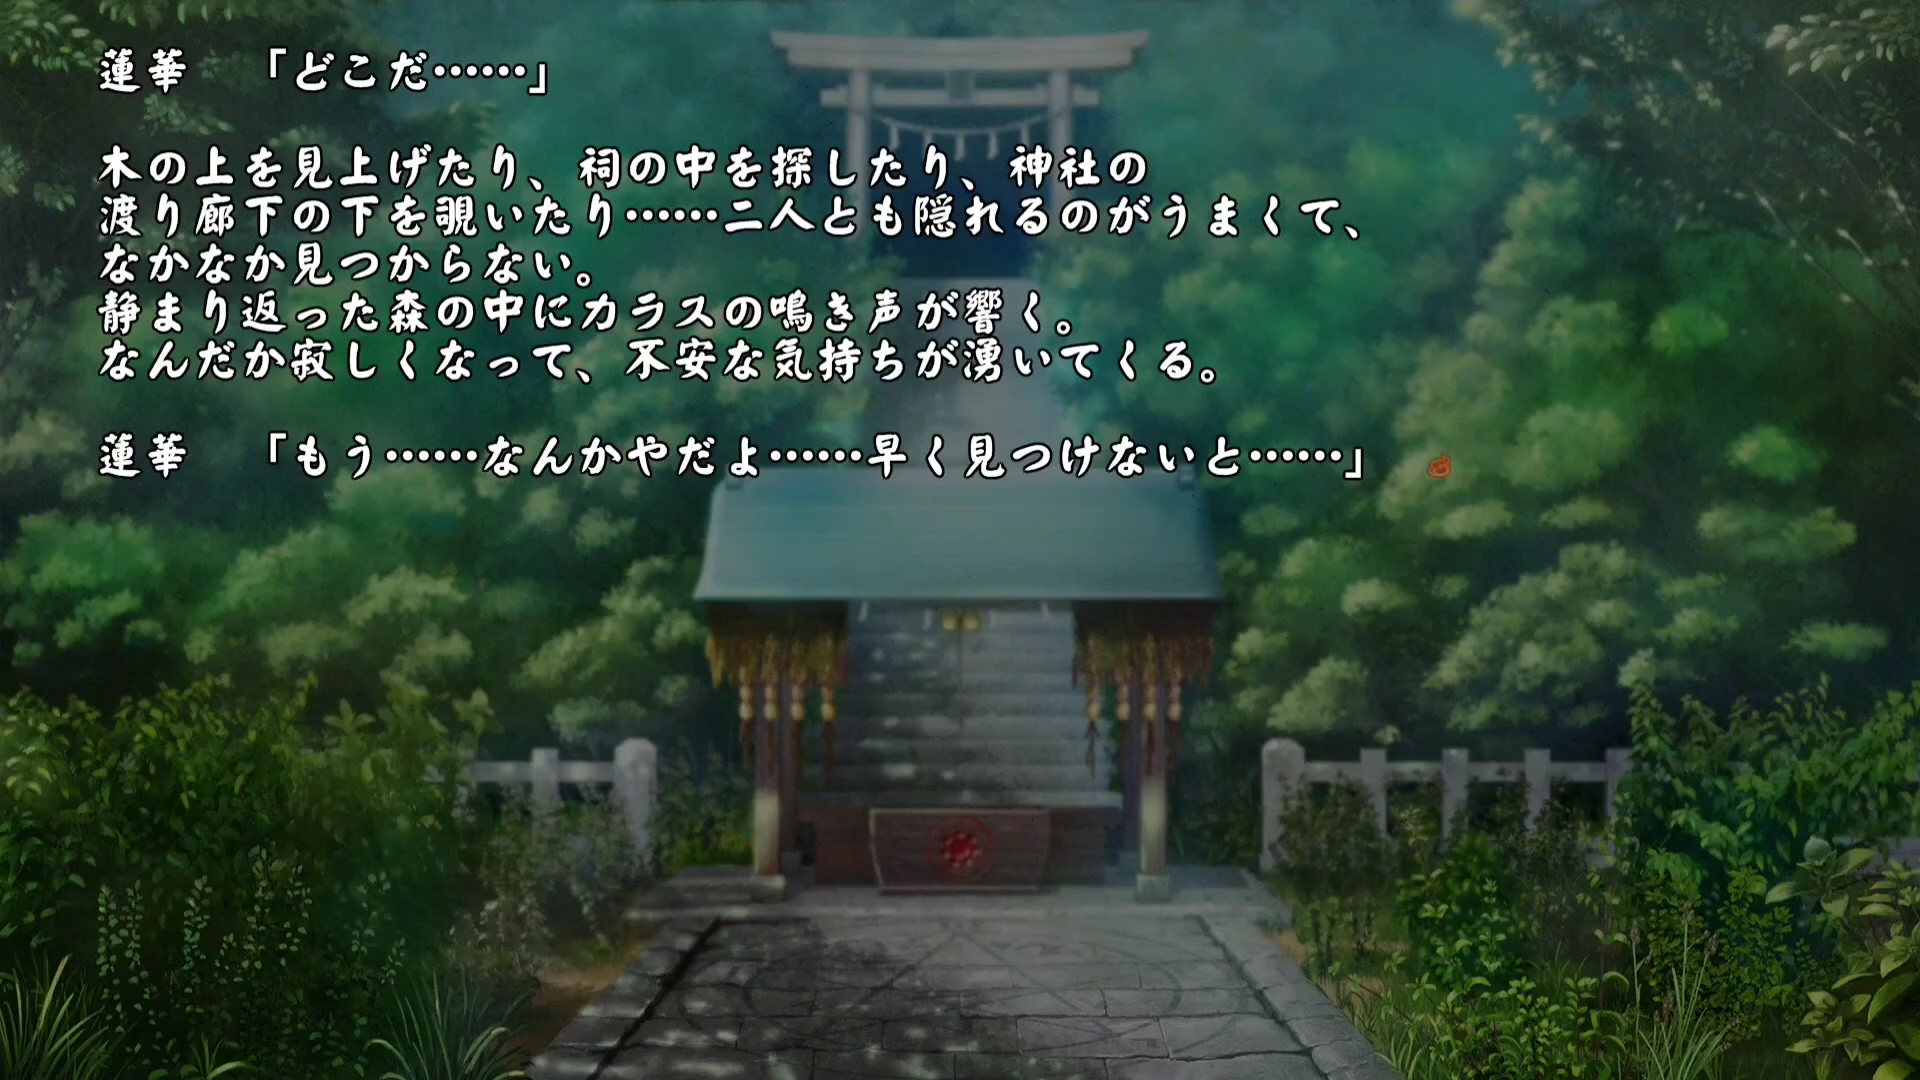 蓮華　「どこだ……」
木の上を見上げたり、祠の中を探したり、神社の
渡り廊下の下を覗いたり……二人とも隠れるのがうまくて、
なかなか見つからない。
静まり返った森の中にカラスの鳴き声が響く。
なんだか寂しくなって、不安な気持ちが湧いてくる。
蓮華　「もう……なんかやだよ……早く見つけないと……」